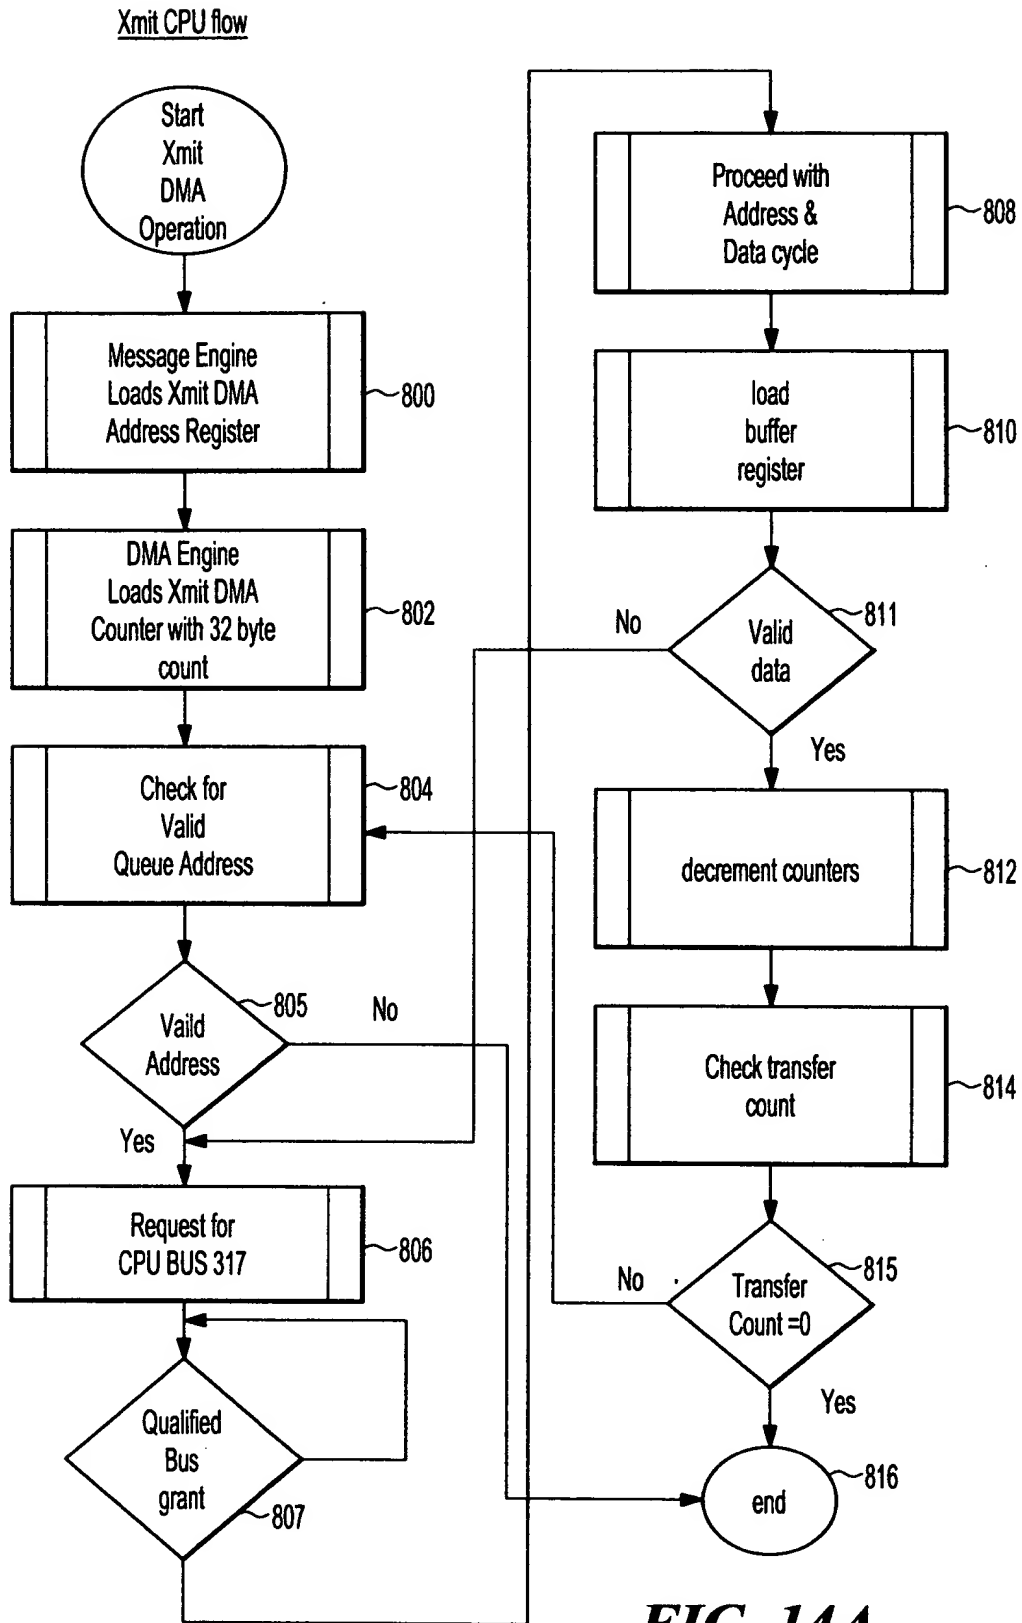 Xmit CPU flow
Start
Xmit
DMA
Operation
Message Engine
Loads Xmit DMA
Address Register
800
DMA Engine
Loads Xmit DMA
Counter with 32 byte
count
802
Check for
Valid
Queue Address
804
Vaild
Address
805
No
Yes
Request for
CPU BUS 317
806
Qualified
Bus
grant
807
Proceed with
Address &
Data cycle
808
load
buffer
register
810
Valid
data
811
No
Yes
decrement counters
812
Check transfer
count
814
Transfer
Count =0
815
No
Yes
end
816
FIG. 14A